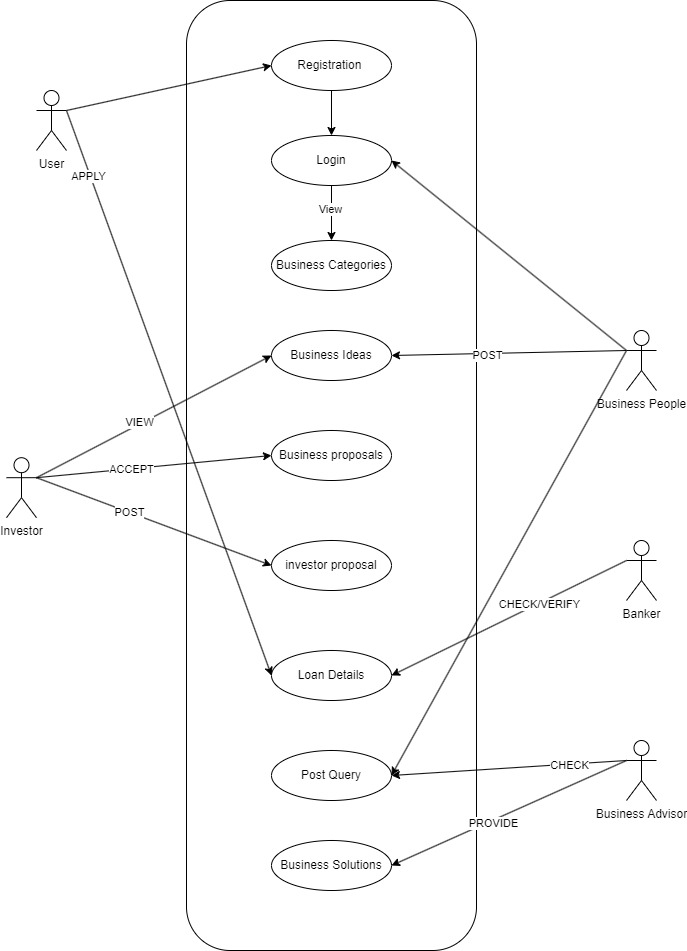 Registration
User
Login
APPLY
View
Business Categories
Business Ideas
POST
Business People
VIEW
Business proposals
ACCEPT
POST
Investor
investor proposal
CHECK/VERIFY
Banker
Loan Details
Post Query
CHECK
Business Advisor
PROVIDE
Business Solutions